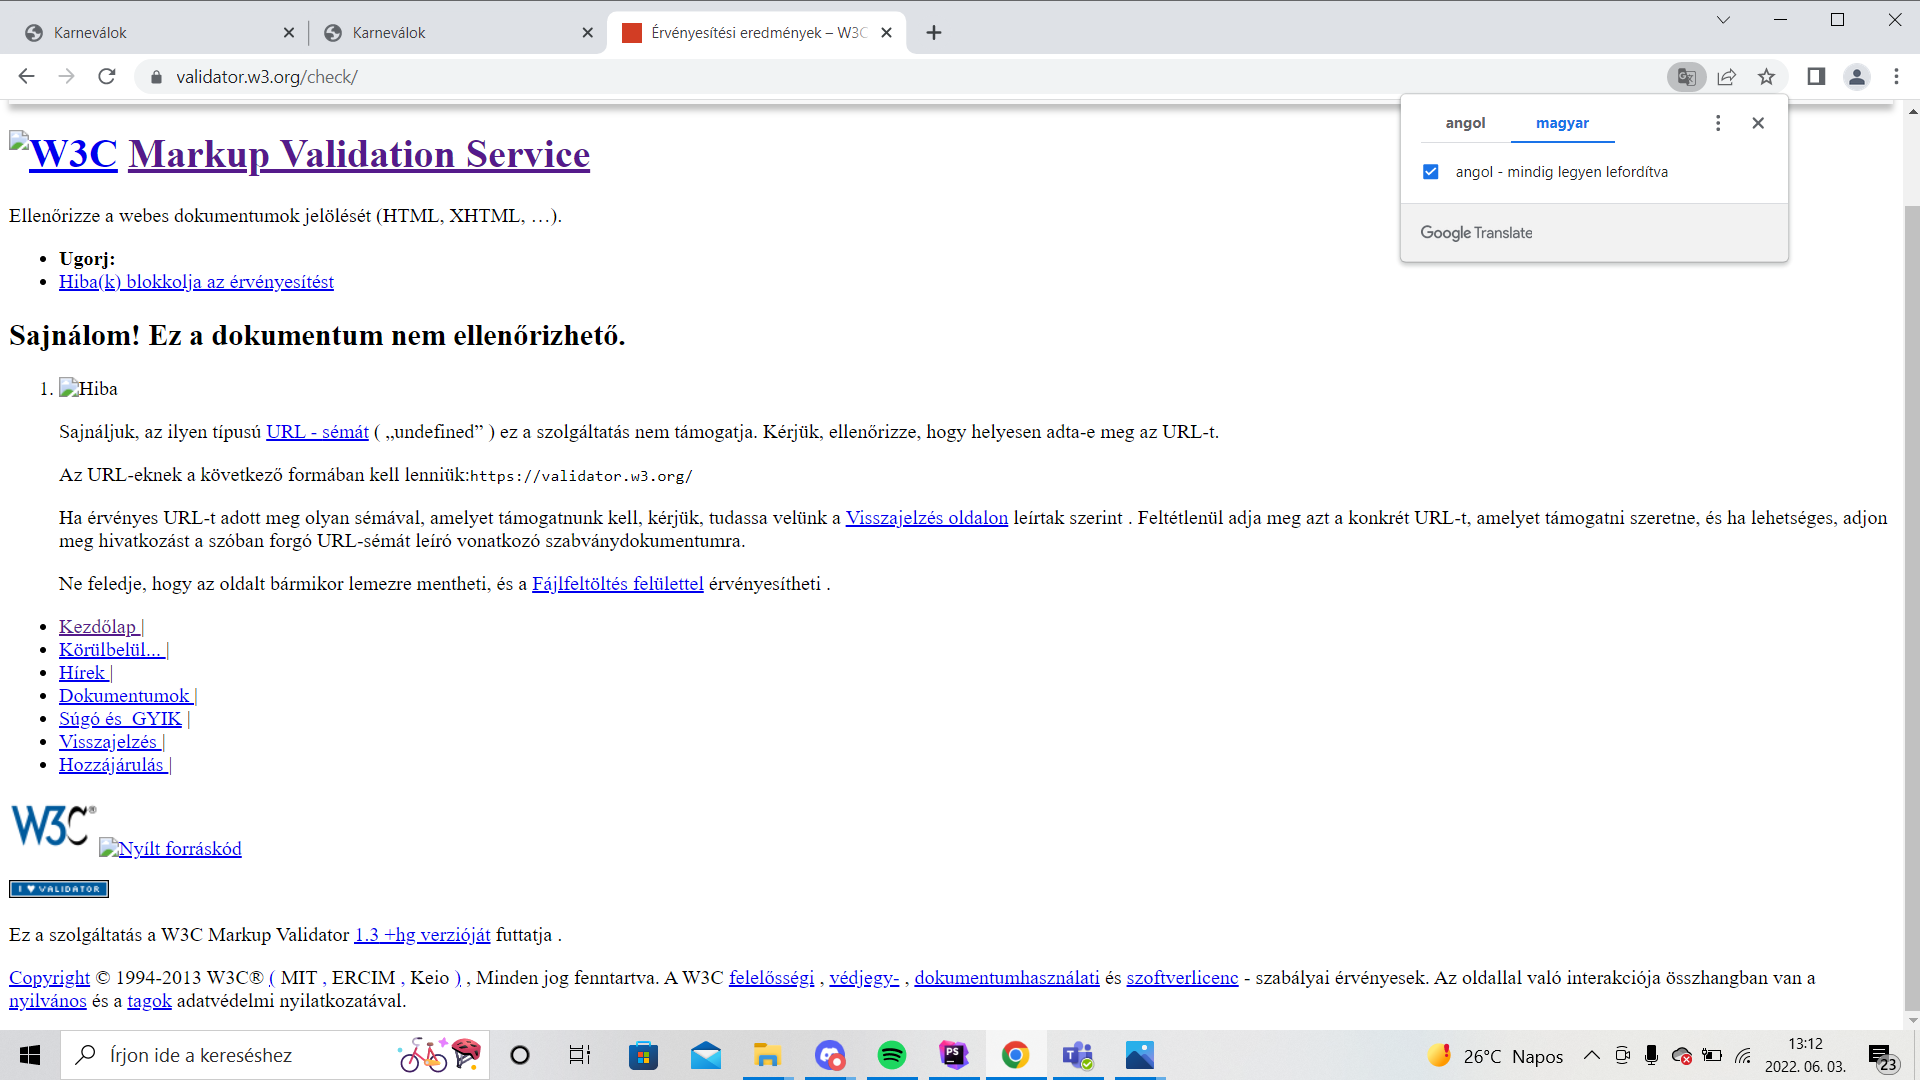 Karneválok
Karneválok
Érvényesítési eredmények – W3C
validator.w3.org/check/
angol
magyar
angol - mindig legyen lefordítva
Google Translate
W3C Markup Validation Service
Ellenőrizze a webes dokumentumok jelölését (HTML, XHTML, …).
Ugorj:
Hiba(k) blokkolja az érvényesítést
Sajnálom! Ez a dokumentum nem ellenőrizhető.
1. Hiba
Sajnáljuk, az ilyen típusú URL - sémát ( „undefined” ) ez a szolgáltatás nem támogatja. Kérjük, ellenőrizze, hogy helyesen adta-e meg az URL-t.
Az URL-eknek a következő formában kell lenniük:https://validator.w3.org/
Ha érvényes URL-t adott meg olyan sémával, amelyet támogatnunk kell, kérjük, tudassa velünk a Visszajelzés oldalon leírtak szerint . Feltétlenül adja meg azt a konkrét URL-t, amelyet támogatni szeretne, és ha lehetséges, adjon
meg hivatkozást a szóban forgó URL-sémát leíró vonatkozó szabványdokumentumra.
Ne feledje, hogy az oldalt bármikor lemezre mentheti, és a Fájlfeltöltés felülettel érvényesítheti .
Kezdőlap |
Körülbelül... |
Hírek |
Dokumentumok |
Súgó és GYIK |
Visszajelzés |
Hozzájárulás |
W3C®
Nyílt forráskód
I ♥ VALIDATOR
Ez a szolgáltatás a W3C Markup Validator 1.3 +hg verzióját futtatja .
Copyright © 1994-2013 W3C® ( MIT , ERCIM , Keio ) , Minden jog fenntartva. A W3C felelősségi , védjegy- , dokumentumhasználati és szoftverlicenc - szabályai érvényesek. Az oldallal való interakciója összhangban van a
nyilvános és a tagok adatvédelmi nyilatkozatával.
Írjon ide a kereséshez
PS
26°C Napos
13:12
2022. 06. 03.
23